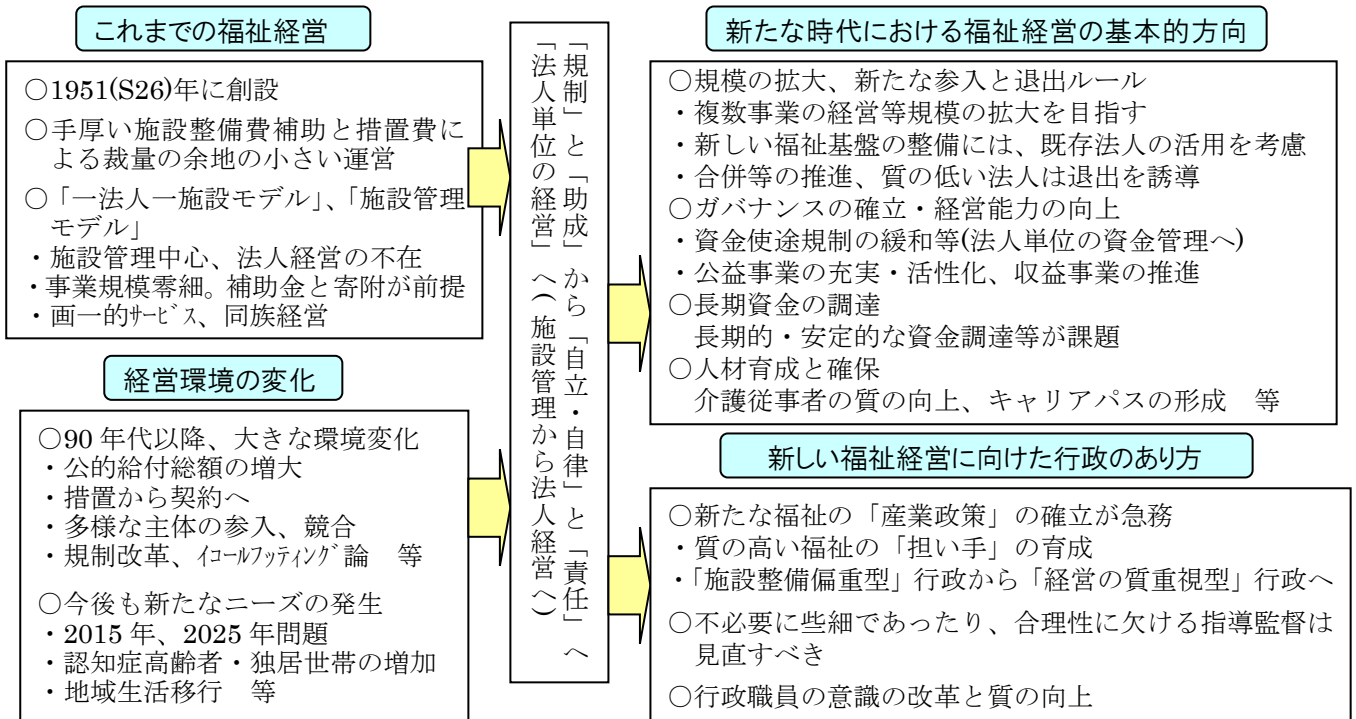 これまでの福祉経営
○1951(S26)年に創設
○手厚い施設整備費補助と措置費に
よる裁量の余地の小さい運営
○「一法人一施設モデル」、「施設管理
モデル」
・施設管理中心、法人経営の不在
・事業規模零細。補助金と寄附が前提
・画一的ｻｰﾋﾞｽ、同族経営
経営環境の変化
○90 年代以降、大きな環境変化
・公的給付総額の増大
・措置から契約へ
・多様な主体の参入、競合
・規制改革、ｲｺｰﾙﾌｯﾃｨﾝｸﾞ論　等
○今後も新たなニーズの発生
・2015 年、2025 年問題
・認知症高齢者・独居世帯の増加
・地域生活移行　等
「規制」と「助成」から「自立・自律」と「責任」へ
「法人単位の経営」へ(施設管理から法人経営へ)
新たな時代における福祉経営の基本的方向
○規模の拡大、新たな参入と退出ルール
・複数事業の経営等規模の拡大を目指す
・新しい福祉基盤の整備には、既存法人の活用を考慮
・合併等の推進、質の低い法人は退出を誘導
○ガバナンスの確立・経営能力の向上
・資金使途規制の緩和等(法人単位の資金管理へ)
・公益事業の充実・活性化、収益事業の推進
○長期資金の調達
長期的・安定的な資金調達等が課題
○人材育成と確保
介護従事者の質の向上、キャリアパスの形成　等
新しい福祉経営に向けた行政のあり方
○新たな福祉の「産業政策」の確立が急務
・質の高い福祉の「担い手」の育成
・「施設整備偏重型」行政から「経営の質重視型」行政へ
○不必要に些細であったり、合理性に欠ける指導監督は
見直すべき
○行政職員の意識の改革と質の向上